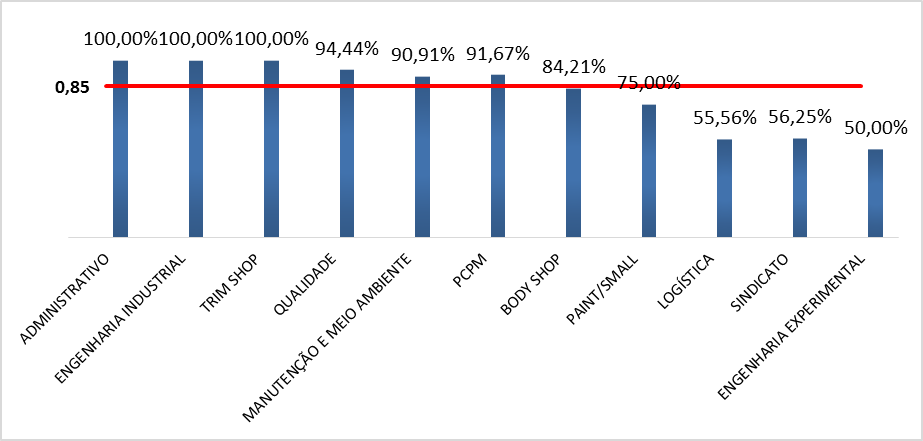 100,00%
100,00%
100,00%
94,44%
90,91%
91,67%
84,21%
75,00%
55,56%
56,25%
50,00%
0,85
ADMINISTRATIVO
ENGENHARIA INDUSTRIAL
TRIM SHOP
QUALIDADE
MANUTENÇÃO E MEIO AMBIENTE
PCPM
BODY SHOP
PAINT/SMALL
LOGÍSTICA
SINDICATO
ENGENHARIA EXPERIMENTAL